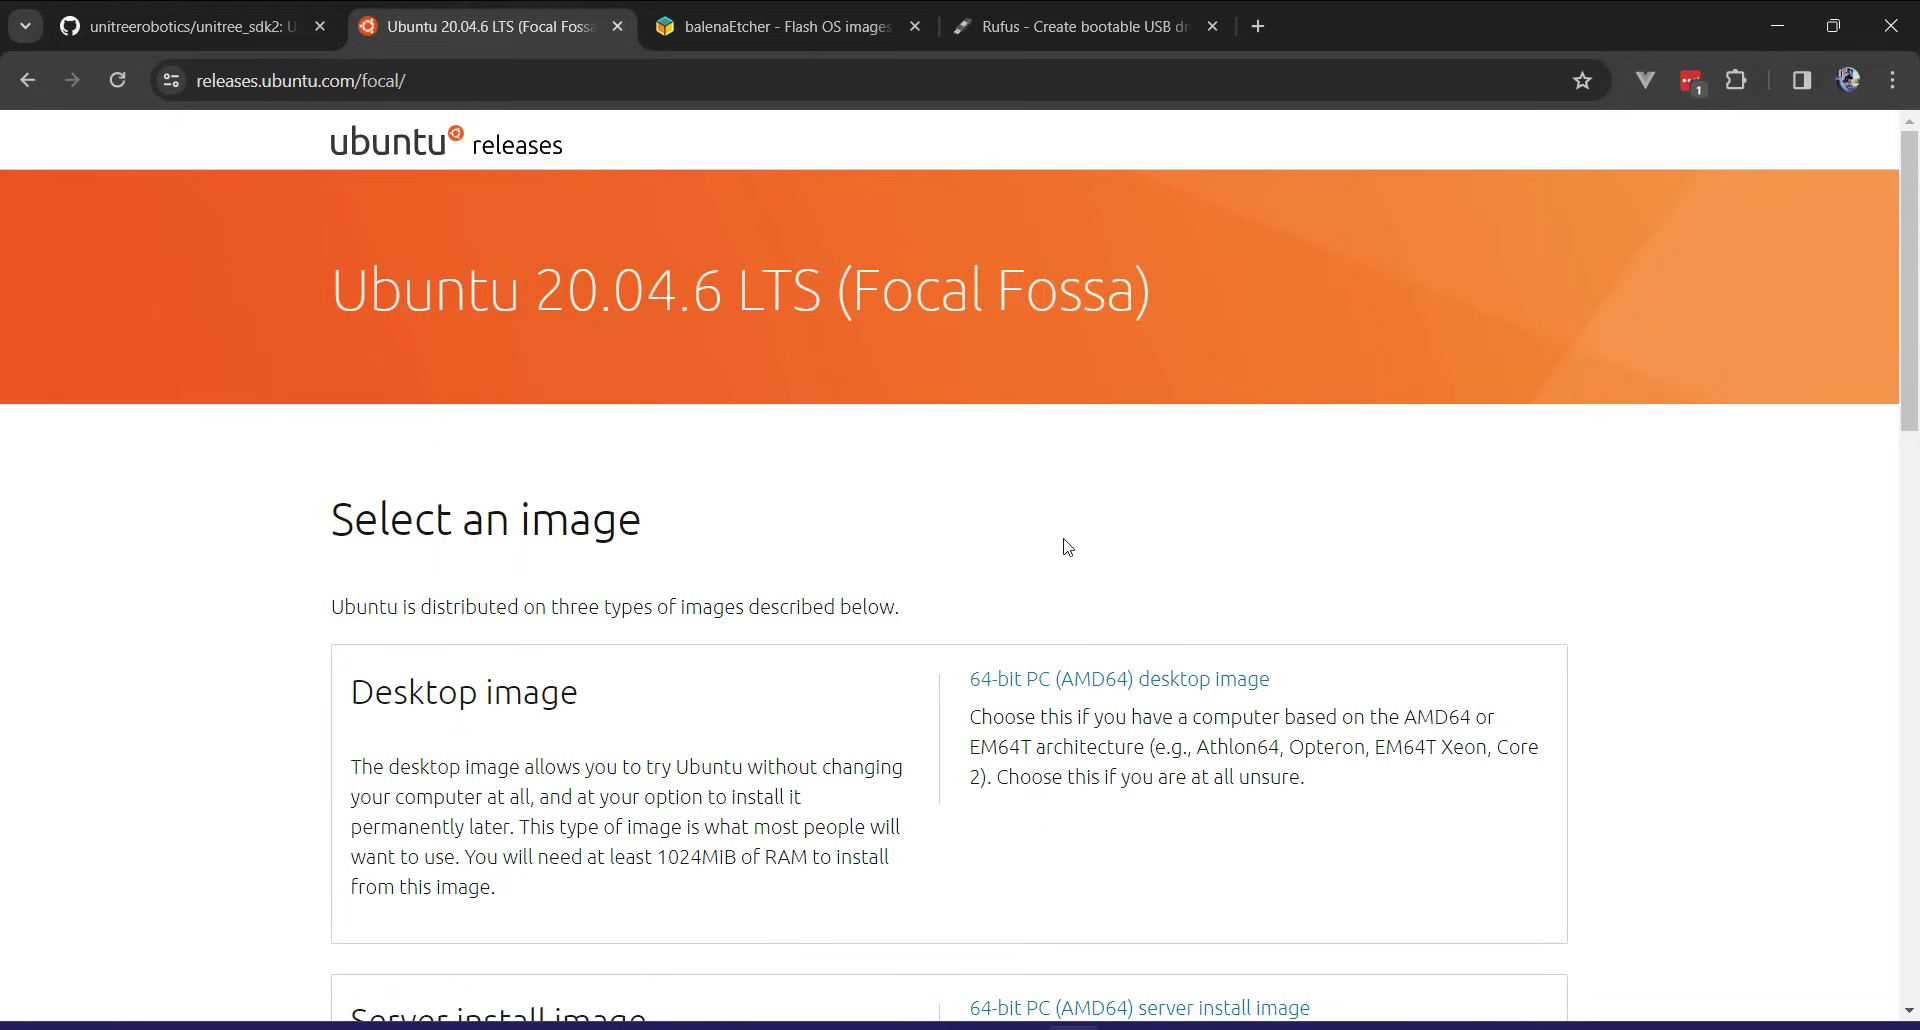 unitreerobotics/unitree_sdk2: U
Ubuntu 20.04.6 LTS (Focal Fossa
balenaEtcher - Flash OS images
Rufus - Create bootable USB dr
releases.ubuntu.com/focal/
1
ubuntu releases
Ubuntu 20.04.6 LTS (Focal Fossa)
Select an image
Ubuntu is distributed on three types of images described below.
Desktop image
The desktop image allows you to try Ubuntu without changing
your computer at all, and at your option to install it
permanently later. This type of image is what most people will
want to use. You will need at least 1024MiB of RAM to install
from this image.
64-bit PC (AMD64) desktop image
Choose this if you have a computer based on the AMD64 or
EM64T architecture (e.g., Athlon64, Opteron, EM64T Xeon, Core
2). Choose this if you are at all unsure.
Server install image
64-bit PC (AMD64) server install image